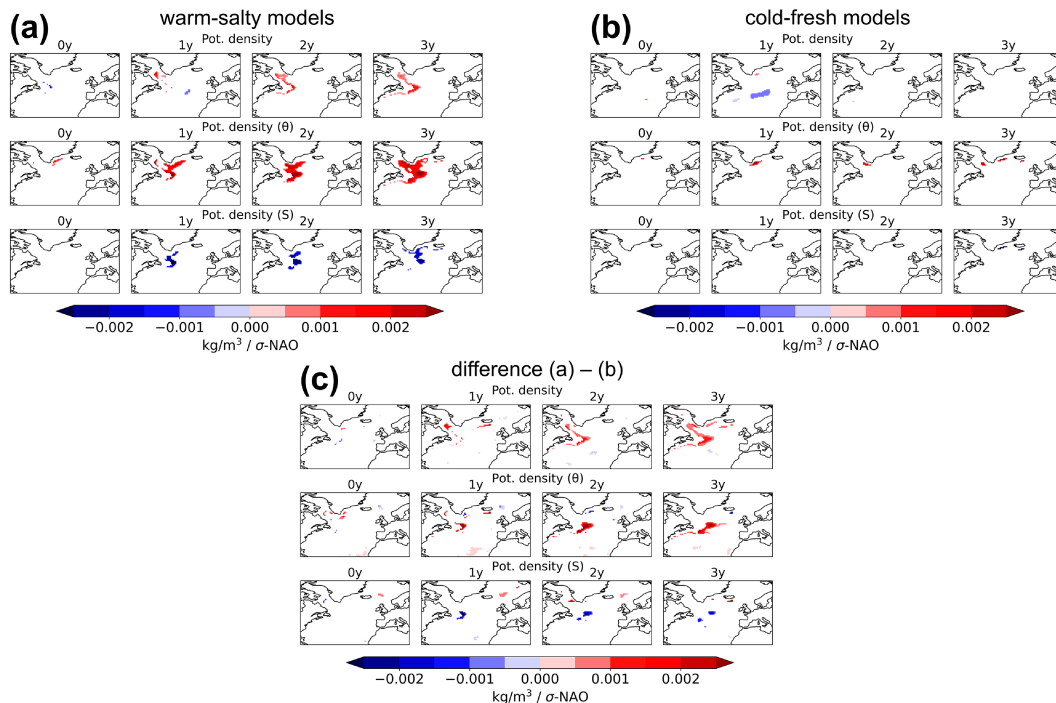 (a)
warm-salty models
Pot. density
0y 1y 2y 3y
Pot. density (θ)
0y 1y 2y 3y
Pot. density (S)
0y 1y 2y 3y
−0.002 −0.001 0.000 0.001 0.002
kg/m³ / σ-NAO
(b)
cold-fresh models
Pot. density
0y 1y 2y 3y
Pot. density (θ)
0y 1y 2y 3y
Pot. density (S)
0y 1y 2y 3y
−0.002 −0.001 0.000 0.001 0.002
kg/m³ / σ-NAO
(c)
difference (a) – (b)
Pot. density
0y 1y 2y 3y
Pot. density (θ)
0y 1y 2y 3y
Pot. density (S)
0y 1y 2y 3y
−0.002 −0.001 0.000 0.001 0.002
kg/m³ / σ-NAO